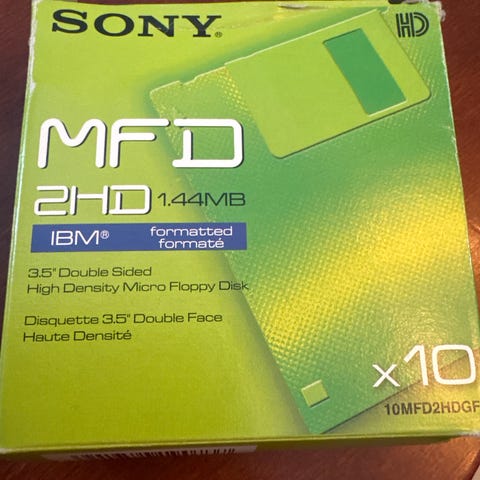 SONY®
HD
MFD
2HD 1.44MB
IBM® formatted
formaté
3.5" Double Sided
High Density Micro Floppy Disk
Disquette 3.5" Double Face
Haute Densité
x10
10MFD2HDGF